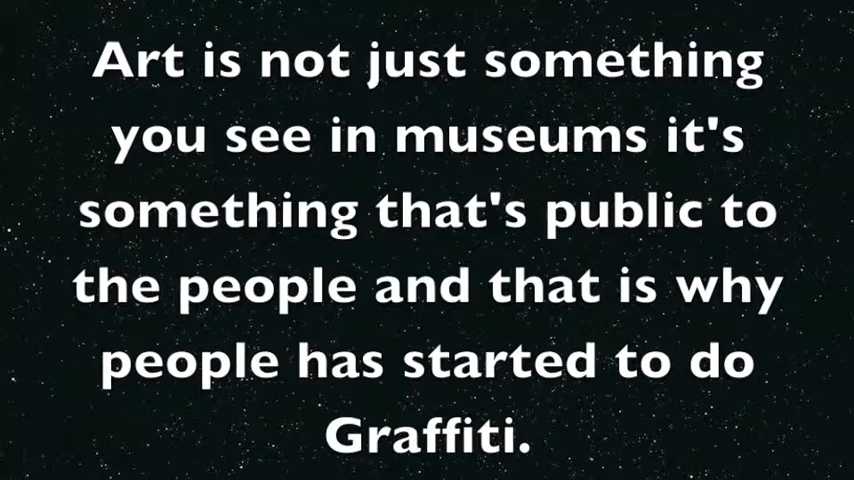 Art is not just something
you see in museums it's
something that's public to
the people and that is why
people has started to do
Graffiti.